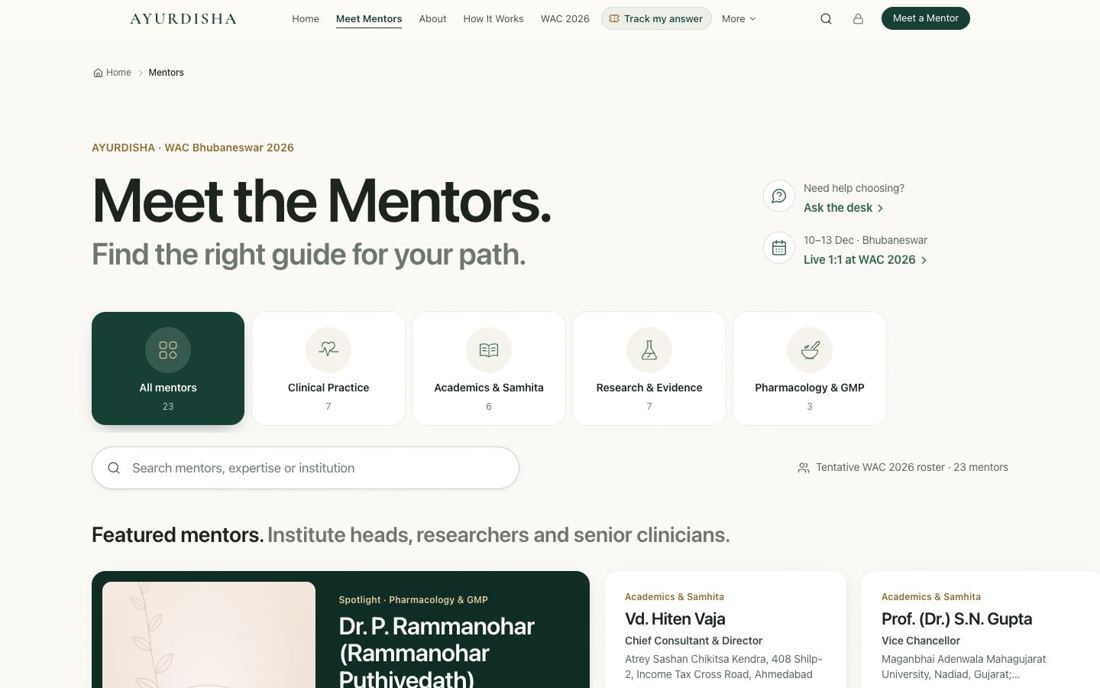 AYURDISHA
Home
Meet Mentors
About
How It Works
WAC 2026
Track my answer
More
Meet a Mentor
Home
Mentors
AYURDISHA · WAC Bhubaneswar 2026
Meet the Mentors.
Find the right guide for your path.
Need help choosing?
Ask the desk
10–13 Dec · Bhubaneswar
Live 1:1 at WAC 2026
All mentors
23
Clinical Practice
7
Academics & Samhita
6
Research & Evidence
7
Pharmacology & GMP
3
Search mentors, expertise or institution
Tentative WAC 2026 roster · 23 mentors
Featured mentors. Institute heads, researchers and senior clinicians.
Spotlight · Pharmacology & GMP
Dr. P. Rammanohar
(Rammanohar
Puthivedath)
Academics & Samhita
Vd. Hiten Vaja
Chief Consultant & Director
Atrey Sashan Chikitsa Kendra, 408 Shilp-
2, Income Tax Cross Road, Ahmedabad
Academics & Samhita
Prof. (Dr.) S.N. Gupta
Vice Chancellor
Maganbhai Adenwala Mahagujarat
University, Nadiad, Gujarat;...